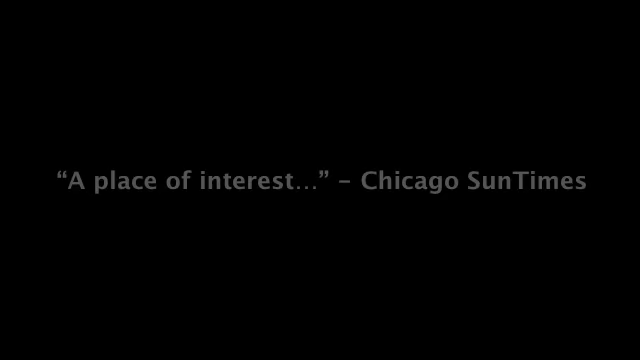 “A place of interest…” – Chicago SunTimes